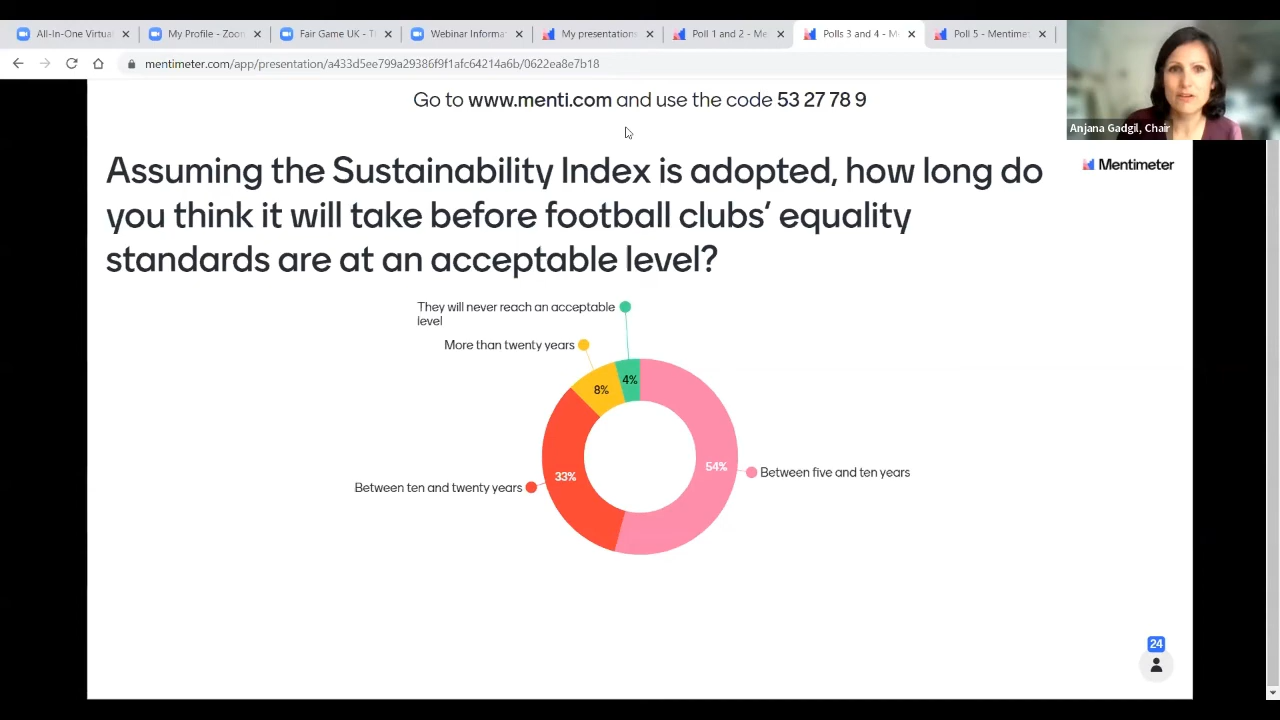 All-In-One Virtua
My Profile - Zoon
Fair Game UK - T
Webinar Informa
My presentations
Poll 1 and 2 - Me
Polls 3 and 4 - M
Poll 5 - Mentimet
mentimeter.com/app/presentation/a433d5ee799a29386f9f1afc64214a6b/0622ea8e7b18
Anjana Gadgil, Chair
Go to www.menti.com and use the code 53 27 78 9
Mentimeter
Assuming the Sustainability Index is adopted, how long do
you think it will take before football clubs’ equality
standards are at an acceptable level?
They will never reach an acceptable
level
More than twenty years
4%
8%
54%
Between five and ten years
33%
Between ten and twenty years
24